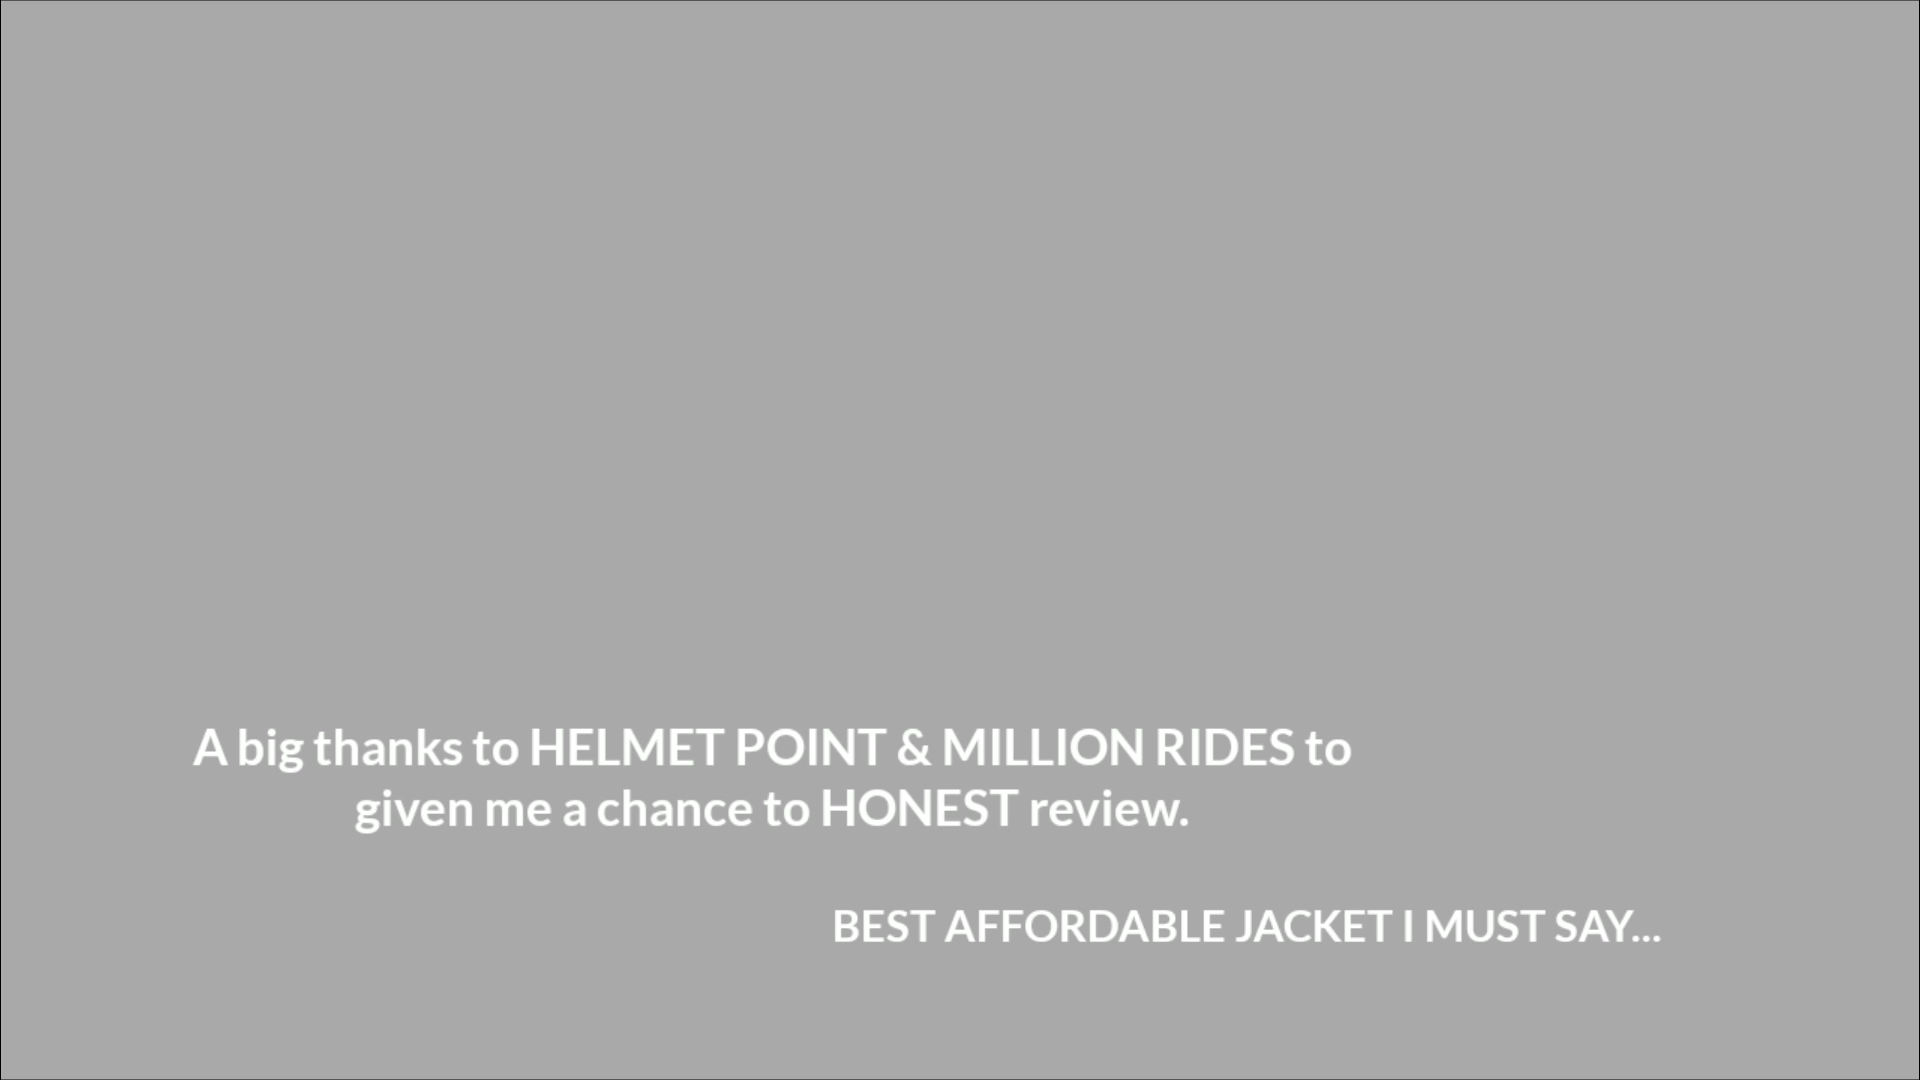 A big thanks to HELMET POINT & MILLION RIDES to
given me a chance to HONEST review.
BEST AFFORDABLE JACKET I MUST SAY...